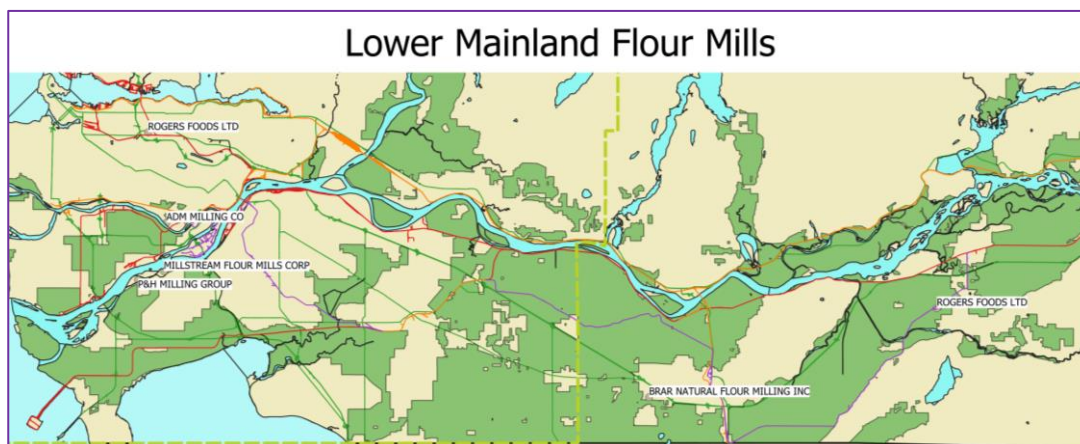 Lower Mainland Flour Mills
ROGERS FOODS LTD
ADM MILLING CO
MILLSTREAM FLOUR MILLS CORP
P&H MILLING GROUP
ROGERS FOODS LTD
BRAR NATURAL FLOUR MILLING INC